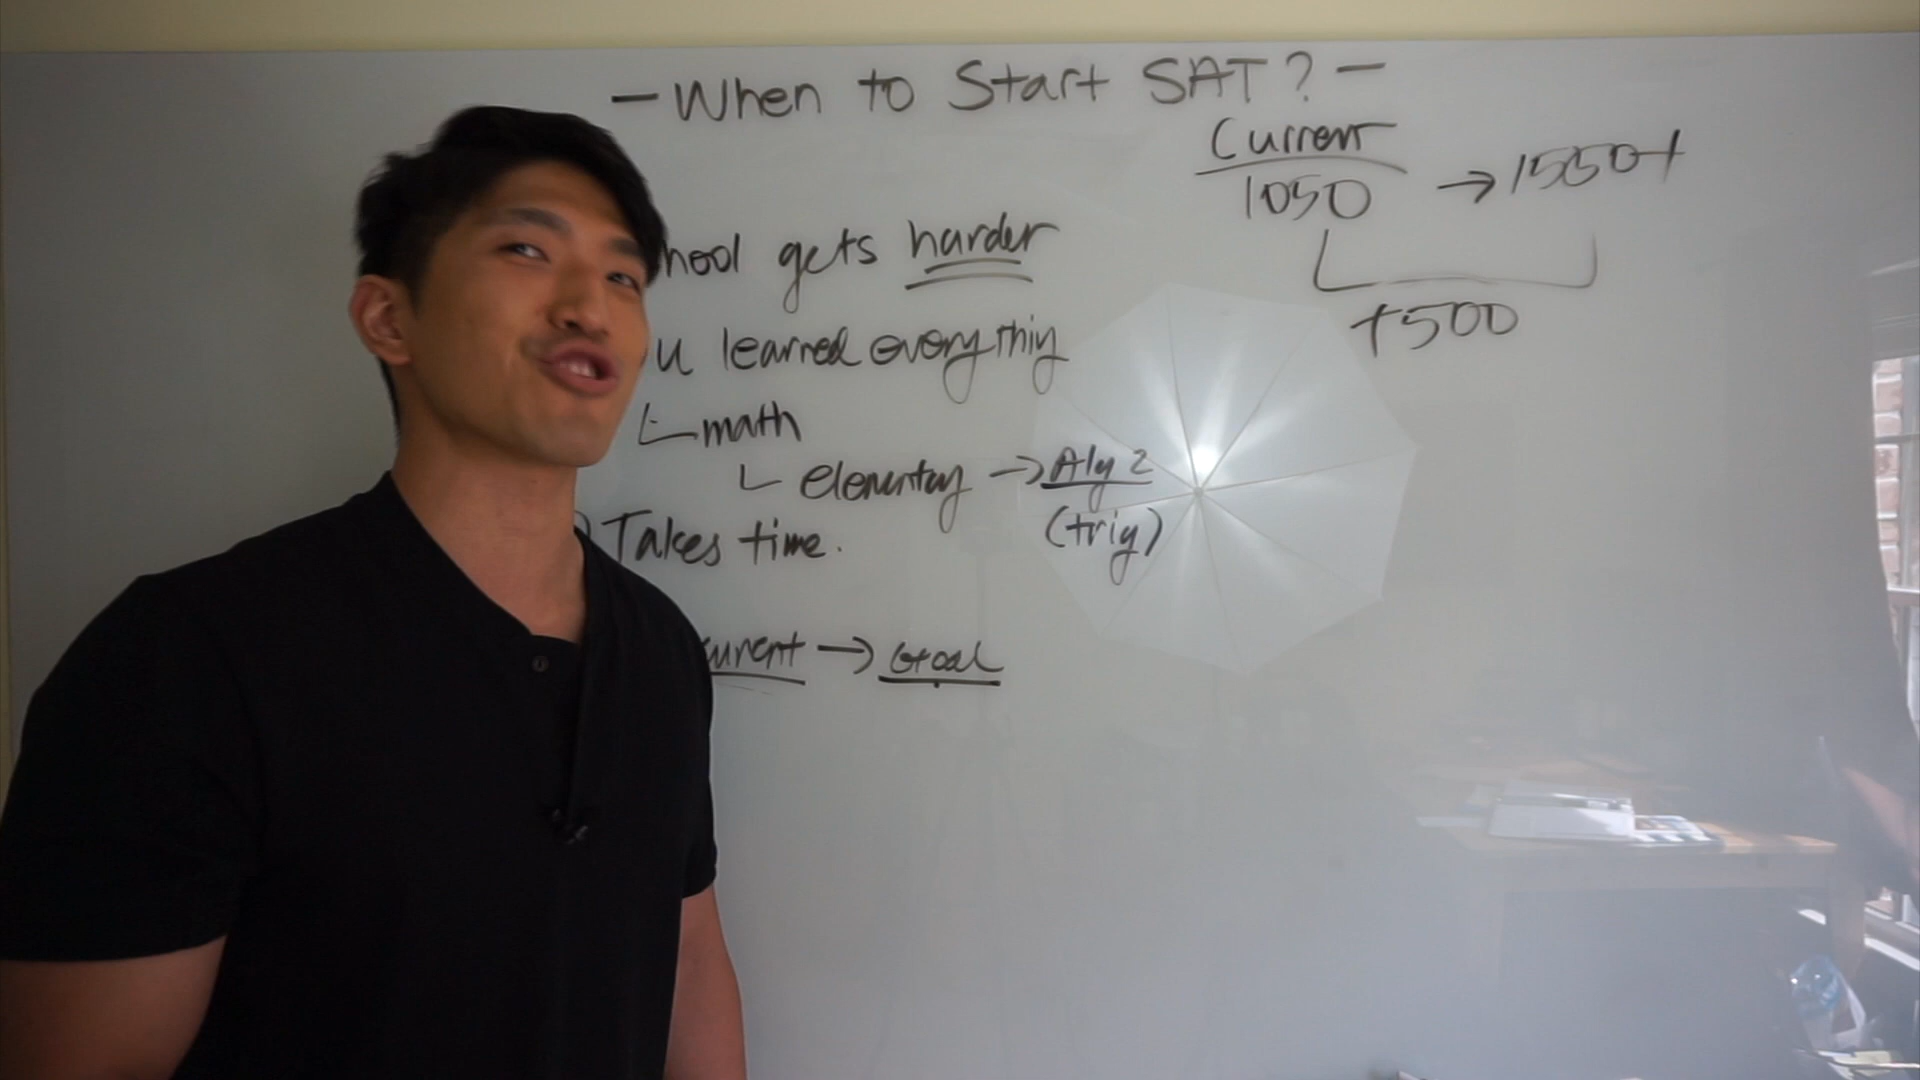 - When to Start SAT? -
Current
1050 → 1550+
+500
hool gets harder
u learned everything
math
elementary → Alg 2
(trig)
) Takes time.
current → Goal